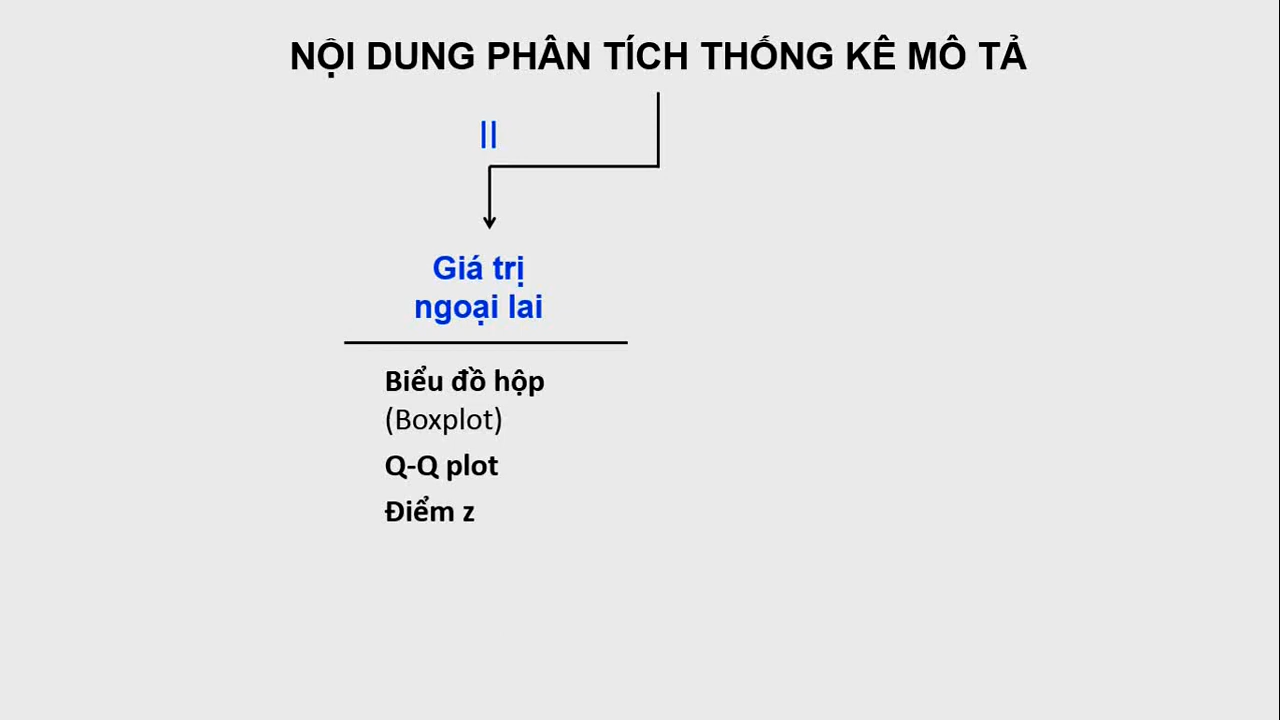 NỘI DUNG PHÂN TÍCH THỐNG KÊ MÔ TẢ
II
Giá trị
ngoại lai
Biểu đồ hộp
(Boxplot)
Q-Q plot
Điểm z